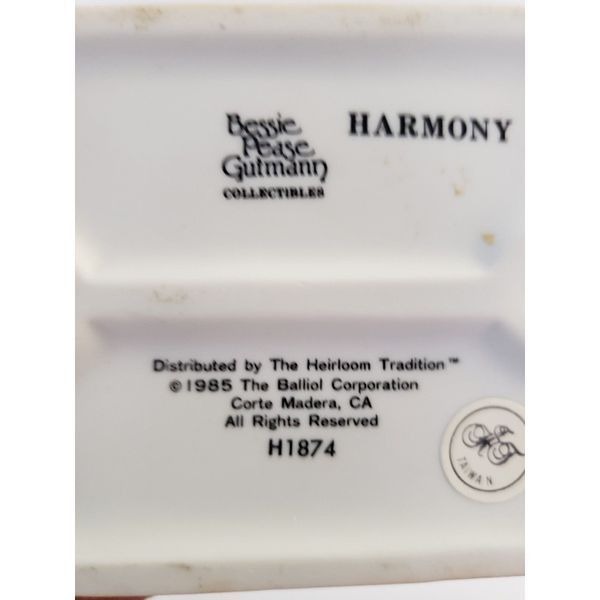 Bessie
Pease
Gutmann
COLLECTIBLES
HARMONY
Distributed by The Heirloom Tradition™
©1985 The Balliol Corporation
Corte Madera, CA
All Rights Reserved
H1874
TAIWAN